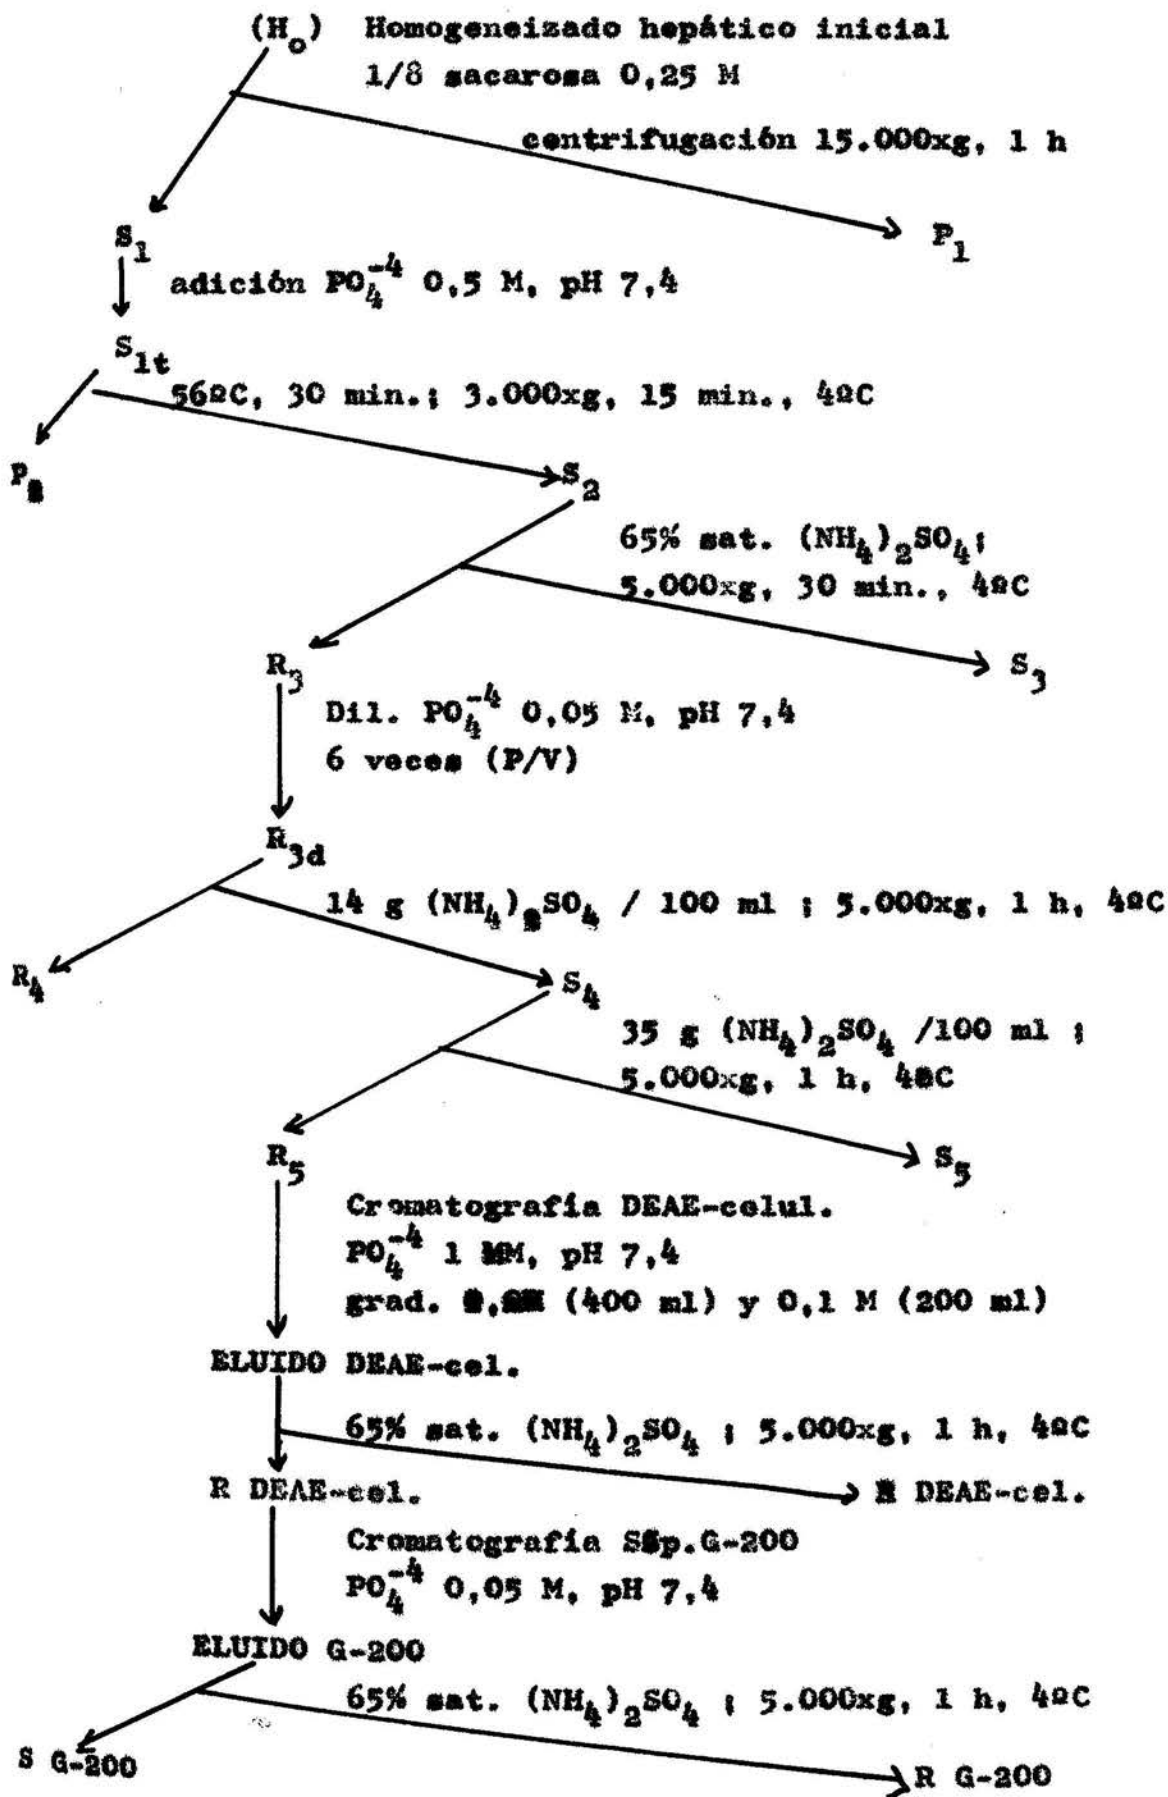 (H₀) Homogeneizado hepático inicial
1/8 sacarosa 0,25 M
centrifugación 15.000xg, 1 h
S₁
P₁
adición PO₄⁻⁴ 0,5 M, pH 7,4
S₁t
56ºC, 30 min.; 3.000xg, 15 min., 4ºC
P₂
S₂
65% sat. (NH₄)₂SO₄;
5.000xg, 30 min., 4ºC
R₃
S₃
Dil. PO₄⁻⁴ 0,05 M, pH 7,4
6 veces (P/V)
R₃d
14 g (NH₄)₂SO₄ / 100 ml ; 5.000xg, 1 h, 4ºC
R₄
S₄
35 g (NH₄)₂SO₄ /100 ml ;
5.000xg, 1 h, 4ºC
R₅
S₅
Cromatografía DEAE-celul.
PO₄⁻⁴ 1 mM, pH 7,4
grad. (400 ml) y 0,1 M (200 ml)
ELUIDO DEAE-cel.
65% sat. (NH₄)₂SO₄ ; 5.000xg, 1 h, 4ºC
R DEAE-cel.
DEAE-cel.
Cromatografía G-200
PO₄⁻⁴ 0,05 M, pH 7,4
ELUIDO G-200
65% sat. (NH₄)₂SO₄ ; 5.000xg, 1 h, 4ºC
S G-200
R G-200